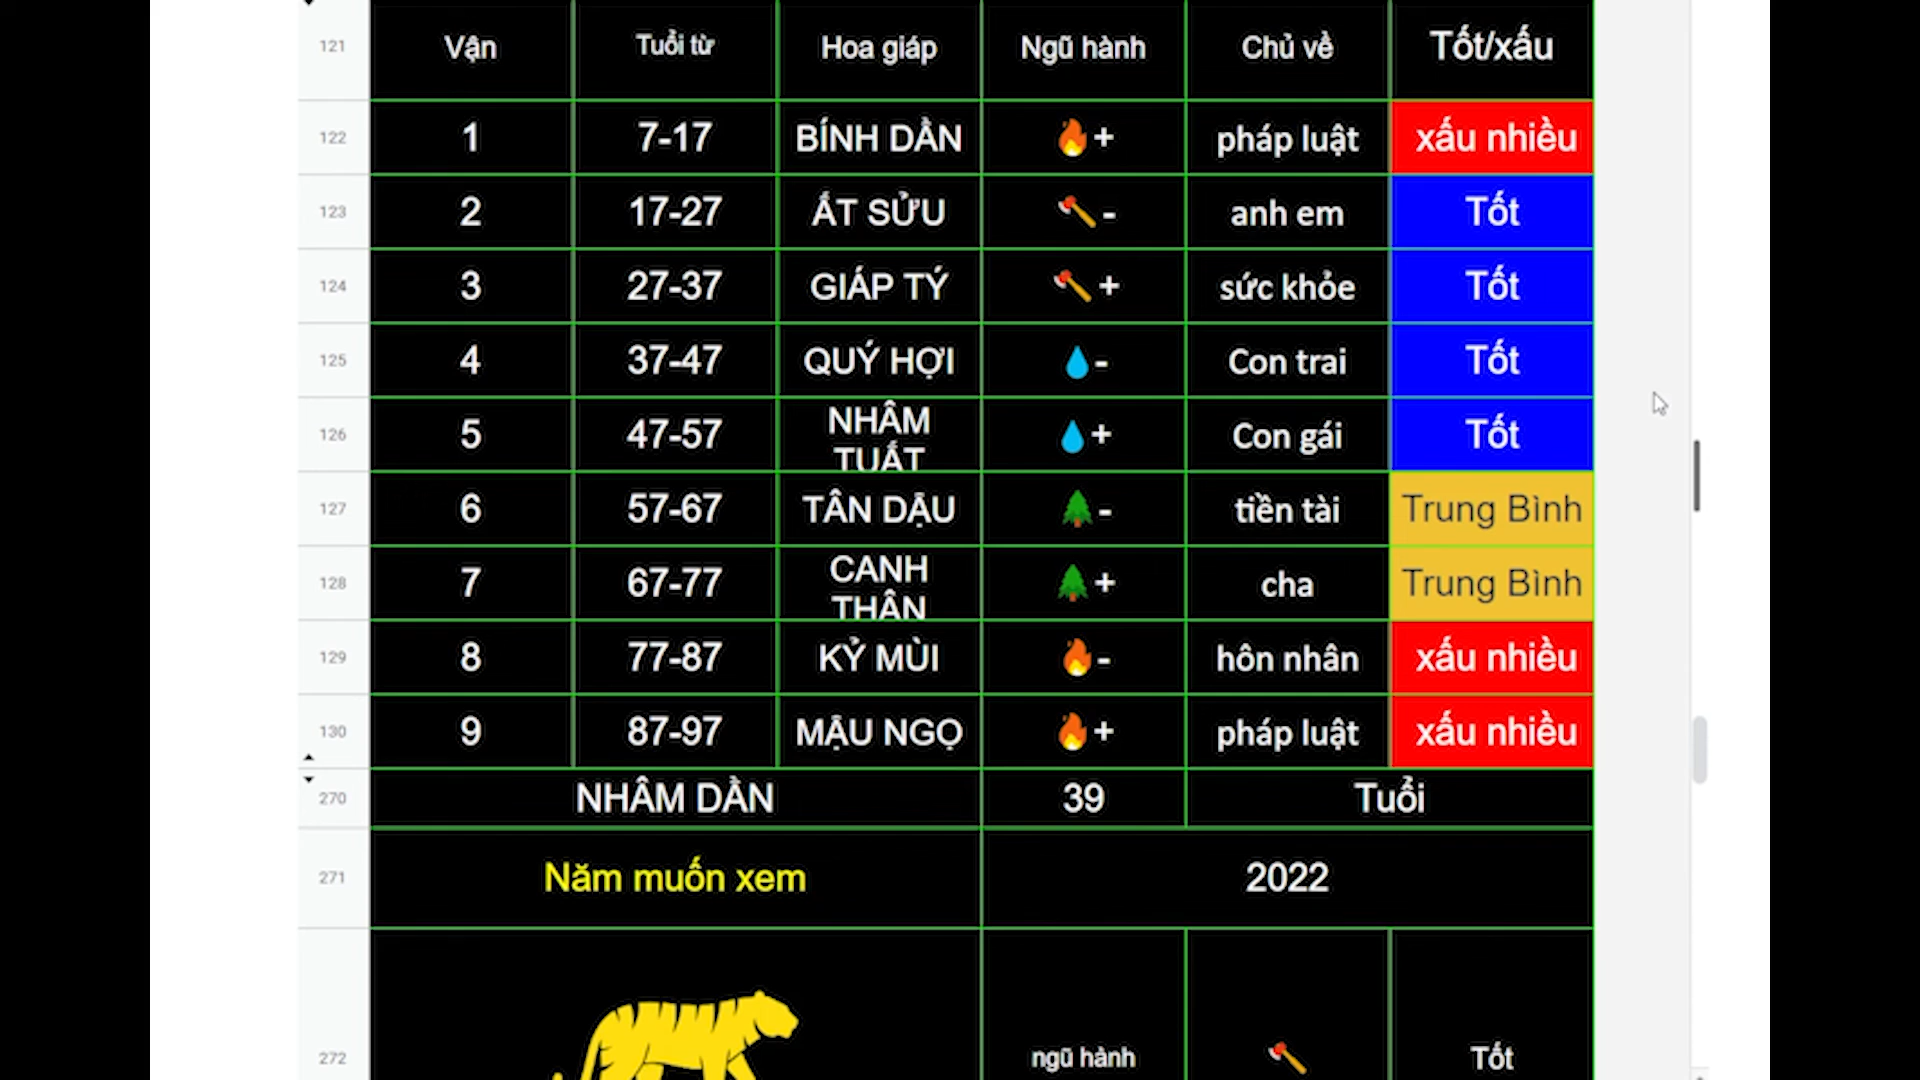 121 Vận Tuổi từ Hoa giáp Ngũ hành Chủ về Tốt/xấu
122 1 7-17 BÍNH DẦN + pháp luật xấu nhiều
123 2 17-27 ẤT SỬU - anh em Tốt
124 3 27-37 GIÁP TÝ + sức khỏe Tốt
125 4 37-47 QUÝ HỢI - Con trai Tốt
126 5 47-57 NHÂM TUẤT + Con gái Tốt
127 6 57-67 TÂN DẬU - tiền tài Trung Bình
128 7 67-77 CANH THÂN + cha Trung Bình
129 8 77-87 KỶ MÙI - hôn nhân xấu nhiều
130 9 87-97 MẬU NGỌ + pháp luật xấu nhiều
270 NHÂM DẦN 39 Tuổi
271 Năm muốn xem 2022
272 ngũ hành Tốt